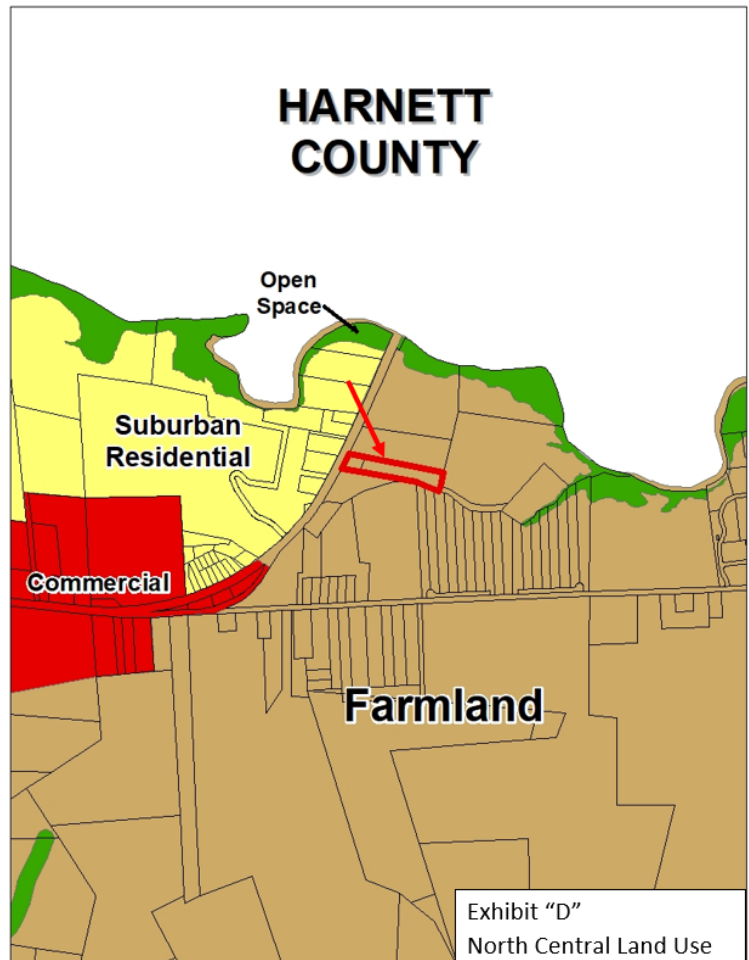 HARNETT
COUNTY
Open
Space
Suburban
Residential
Commercial
Farmland
Exhibit “D”
North Central Land Use